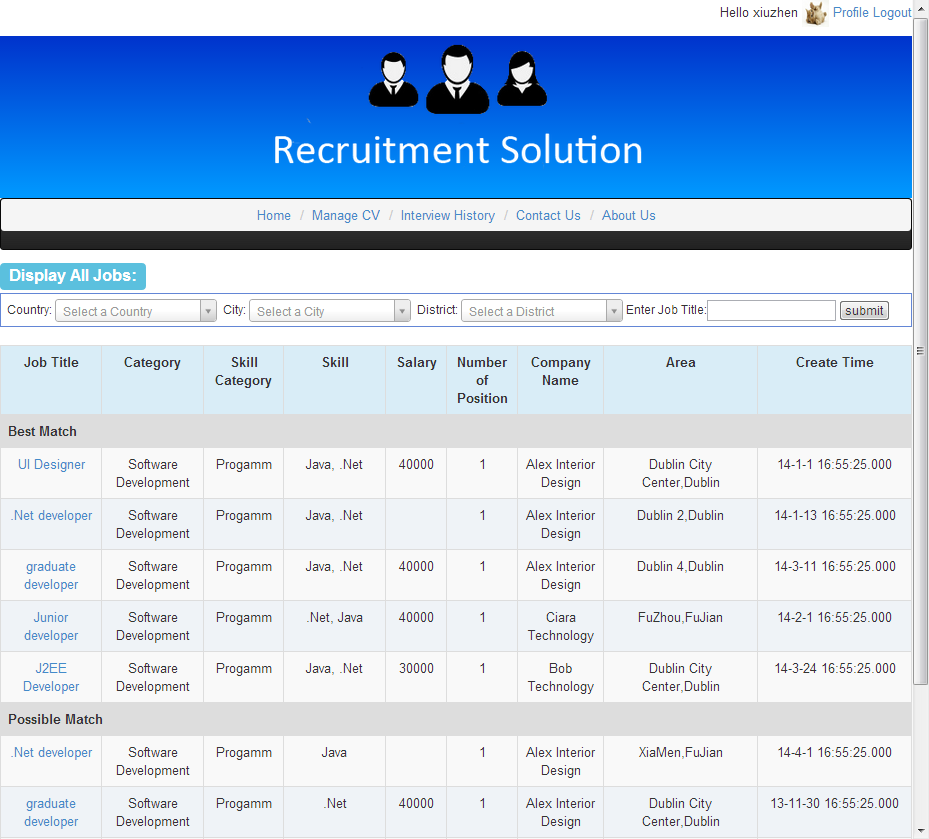 Hello xiuzhen Profile Logout
Recruitment Solution
Home / Manage CV / Interview History / Contact Us / About Us
Display All Jobs:
Country: Select a Country City: Select a City District: Select a District Enter Job Title: submit
Job Title Category Skill Category Skill Salary Number of Position Company Name Area Create Time
Best Match
UI Designer Software Development Progamm Java, .Net 40000 1 Alex Interior Design Dublin City Center,Dublin 14-1-1 16:55:25.000
.Net developer Software Development Progamm Java, .Net 1 Alex Interior Design Dublin 2,Dublin 14-1-13 16:55:25.000
graduate developer Software Development Progamm Java, .Net 40000 1 Alex Interior Design Dublin 4,Dublin 14-3-11 16:55:25.000
Junior developer Software Development Progamm .Net, Java 40000 1 Ciara Technology FuZhou,FuJian 14-2-1 16:55:25.000
J2EE Developer Software Development Progamm Java, .Net 30000 1 Bob Technology Dublin City Center,Dublin 14-3-24 16:55:25.000
Possible Match
.Net developer Software Development Progamm Java 1 Alex Interior Design XiaMen,FuJian 14-4-1 16:55:25.000
graduate developer Software Development Progamm .Net 40000 1 Alex Interior Design Dublin City Center,Dublin 13-11-30 16:55:25.000